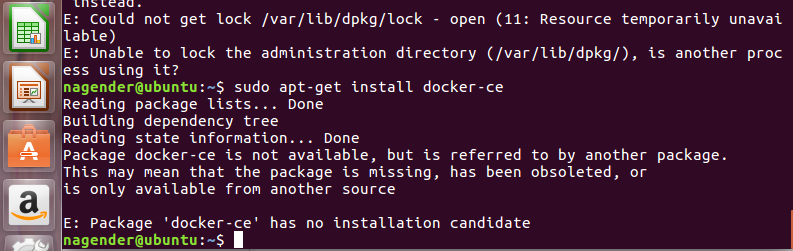 instead.
E: Could not get lock /var/lib/dpkg/lock - open (11: Resource temporarily unavai
lable)
E: Unable to lock the administration directory (/var/lib/dpkg/), is another proc
ess using it?
nagender@ubuntu:~$ sudo apt-get install docker-ce
Reading package lists... Done
Building dependency tree
Reading state information... Done
Package docker-ce is not available, but is referred to by another package.
This may mean that the package is missing, has been obsoleted, or
is only available from another source
E: Package 'docker-ce' has no installation candidate
nagender@ubuntu:~$